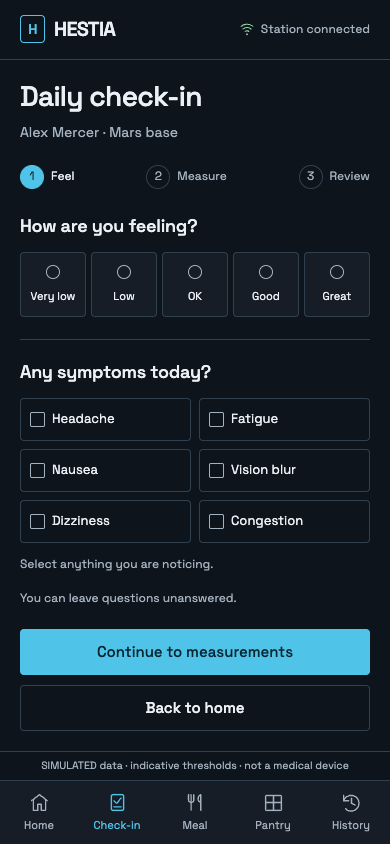 H HESTIA Station connected
Daily check-in
Alex Mercer · Mars base
1 Feel 2 Measure 3 Review
How are you feeling?
Very low Low OK Good Great
Any symptoms today?
Headache Fatigue
Nausea Vision blur
Dizziness Congestion
Select anything you are noticing.
You can leave questions unanswered.
Continue to measurements
Back to home
SIMULATED data · indicative thresholds · not a medical device
Home Check-in Meal Pantry History